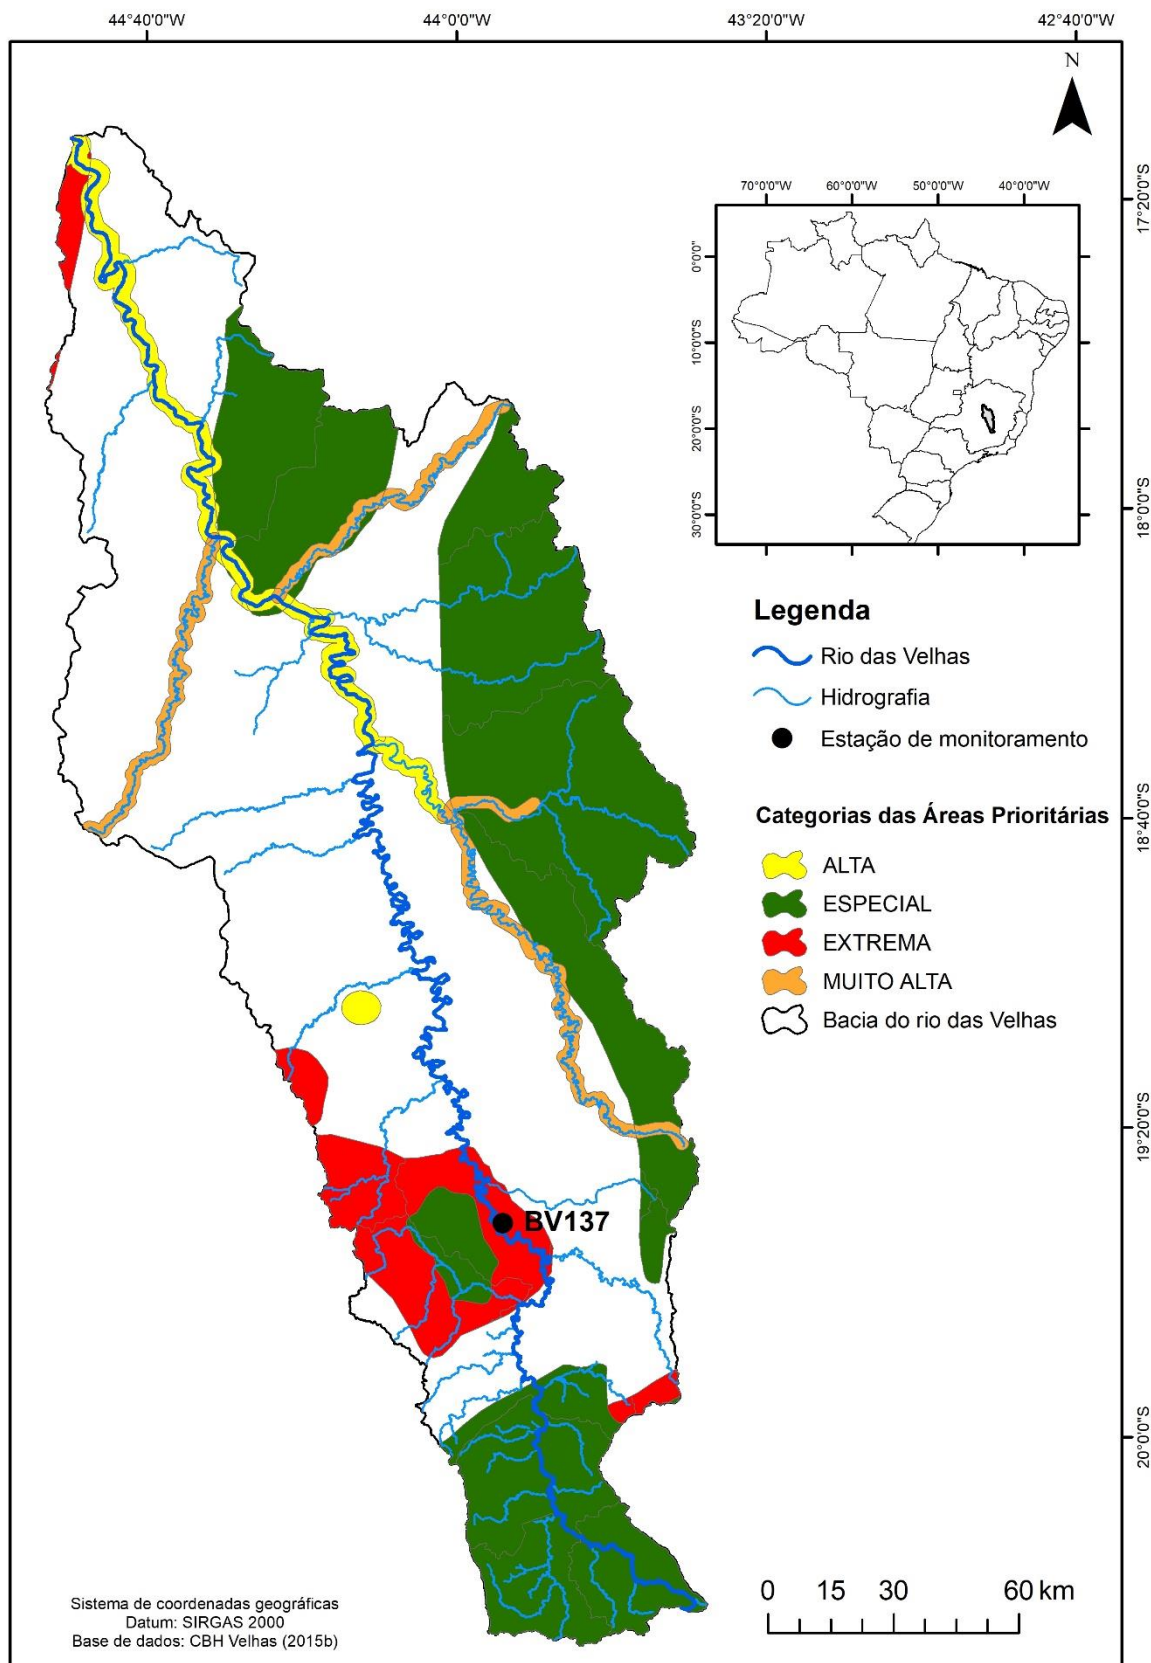 44°40'0"W 44°0'0"W 43°20'0"W 42°40'0"W
N
17°20'0"S
70°0'0"W 60°0'0"W 50°0'0"W 40°0'0"W
0°0'0"
10°0'0"S
20°0'0"S
30°0'0"S
18°0'0"S
Legenda
Rio das Velhas
Hidrografia
Estação de monitoramento
Categorias das Áreas Prioritárias
ALTA
ESPECIAL
EXTREMA
MUITO ALTA
Bacia do rio das Velhas
18°40'0"S
19°20'0"S
BV137
20°0'0"S
Sistema de coordenadas geográficas
Datum: SIRGAS 2000
Base de dados: CBH Velhas (2015b)
0 15 30 60 km